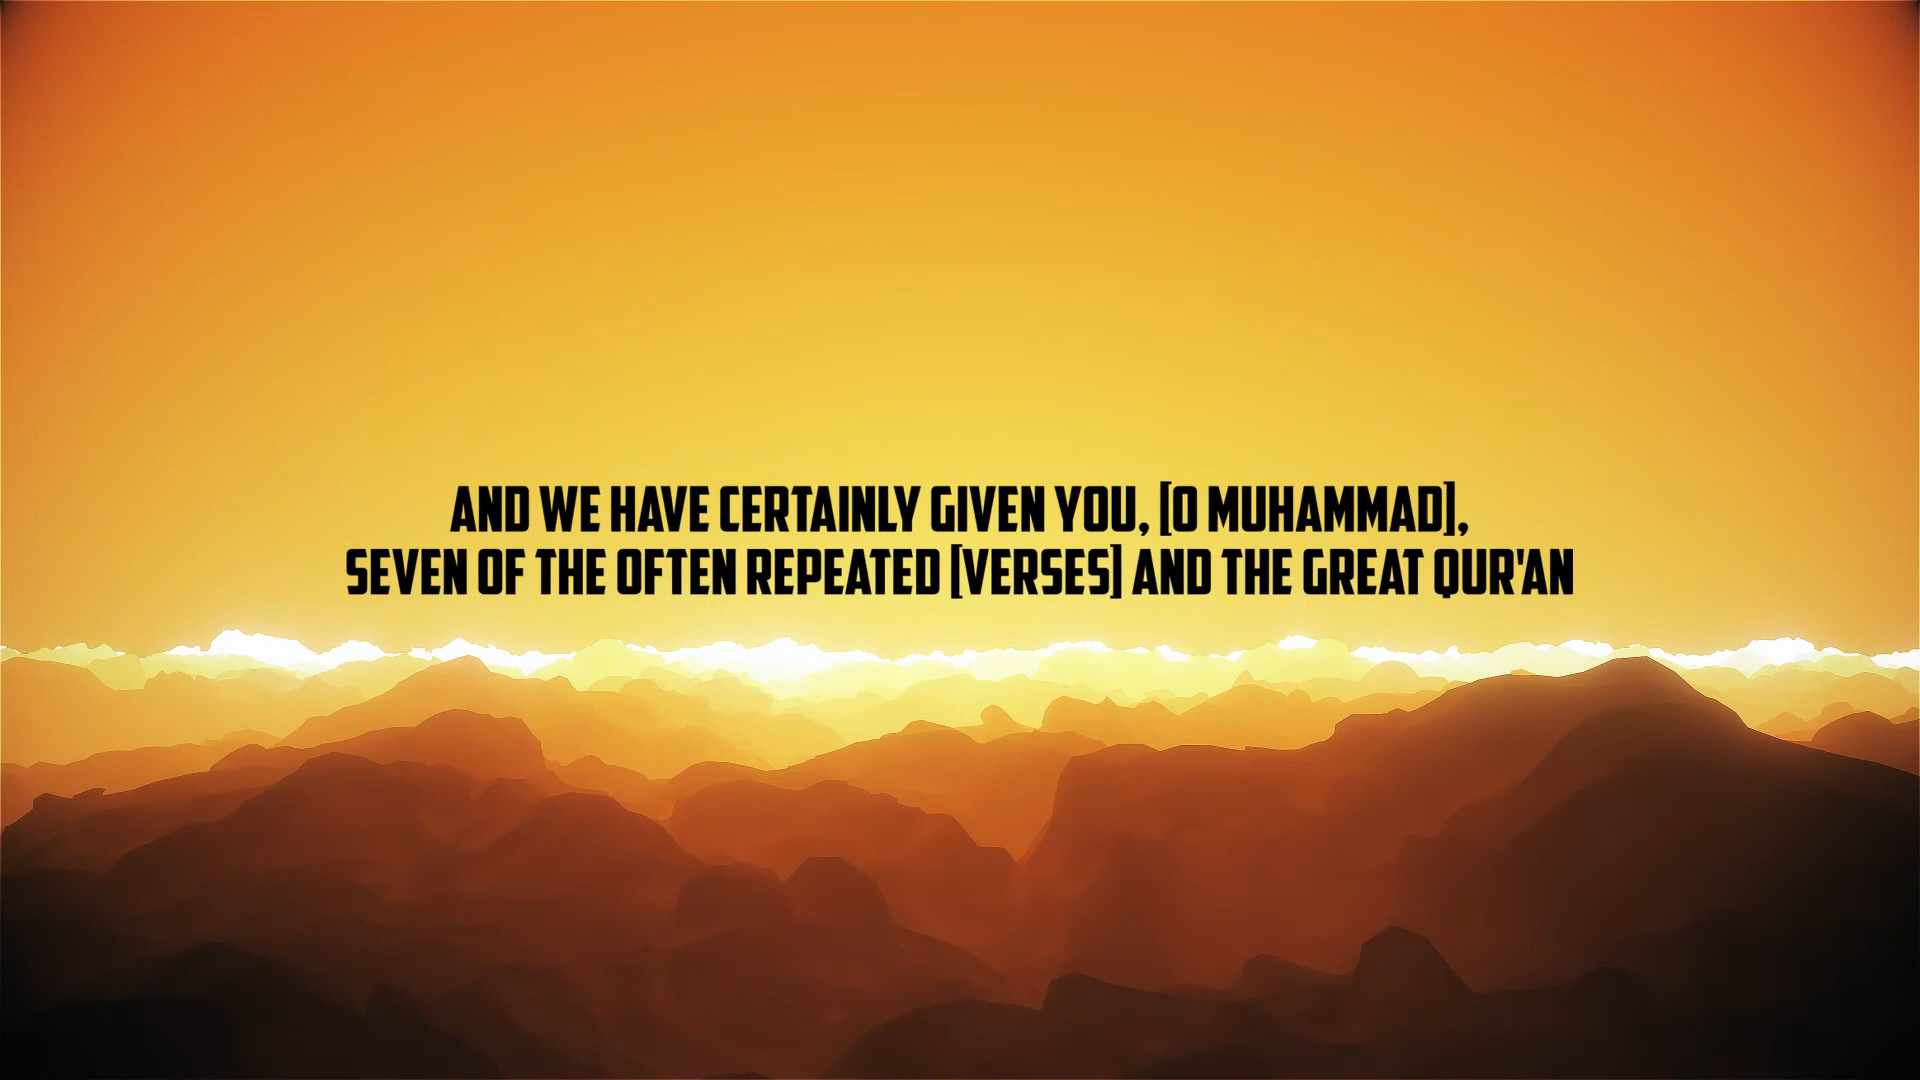 AND WE HAVE CERTAINLY GIVEN YOU, [O MUHAMMAD],
SEVEN OF THE OFTEN REPEATED [VERSES] AND THE GREAT QUR'AN